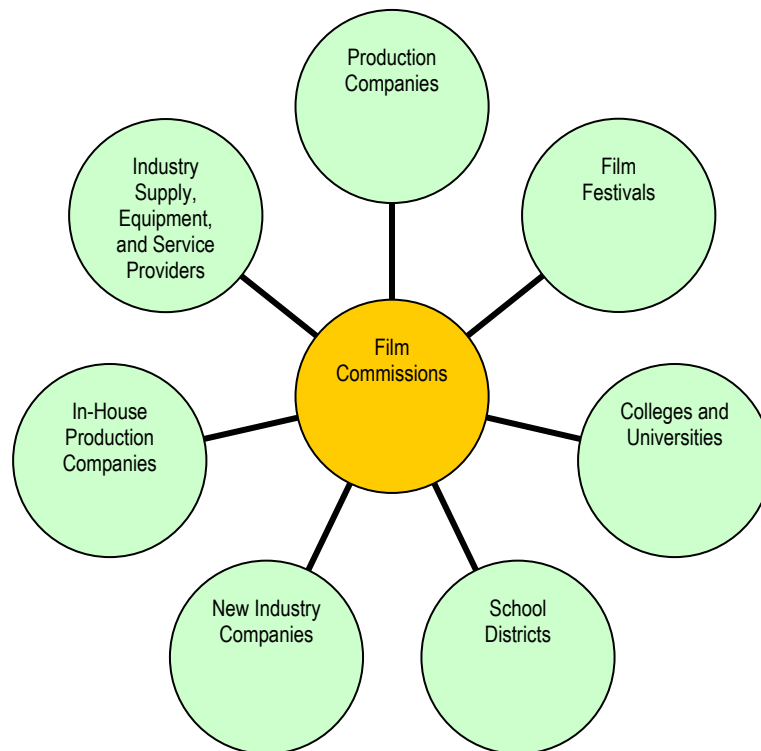 Production
Companies
Film
Festivals
Industry
Supply,
Equipment,
and Service
Providers
Film
Commissions
Colleges and
Universities
In-House
Production
Companies
New Industry
Companies
School
Districts